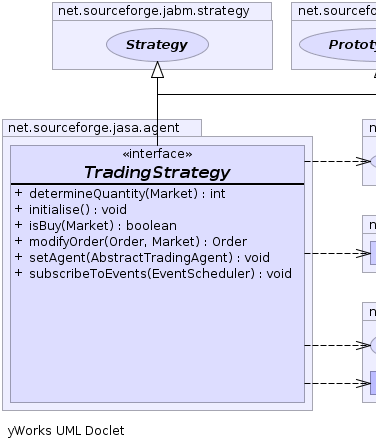 net.sourceforge.jabm.strategy
net.sourcefo
Strategy
Prototy
net.sourceforge.jasa.agent
n
«interface»
TradingStrategy
+ determineQuantity(Market) : int
+ initialise() : void
+ isBuy(Market) : boolean
+ modifyOrder(Order, Market) : Order
+ setAgent(AbstractTradingAgent) : void
+ subscribeToEvents(EventScheduler) : void
n
n
yWorks UML Doclet